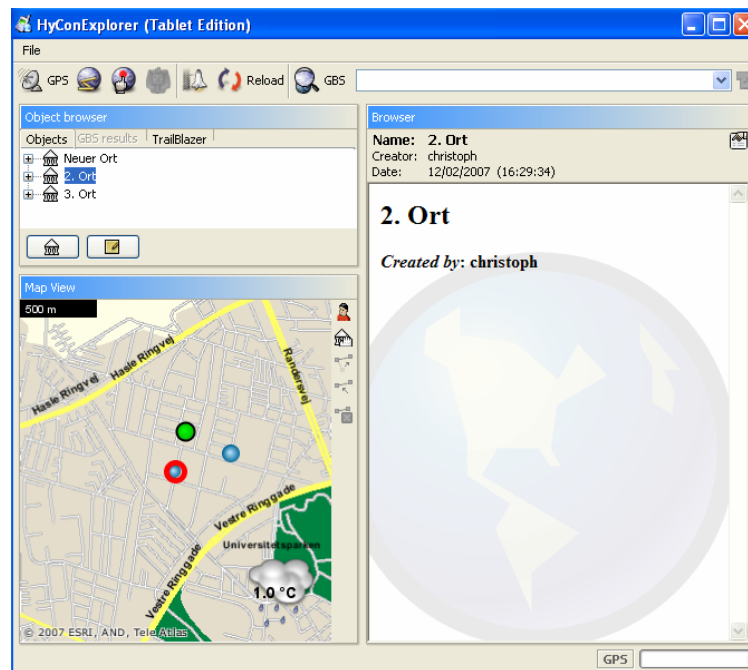 HyConExplorer (Tablet Edition)
File
GPS Reload GBS
Object browser
Objects GBS results TrailBlazer
Neuer Ort
2. Ort
3. Ort
Map View
500 m
Hasle Ringvej Hasle Ringvej
Randersvej
Vestre Ringgade
Universitetsparken
Vestre Ringgade
1.0 °C
© 2007 ESRI, AND, Tele Atlas
Browser
Name: 2. Ort
Creator: christoph
Date: 12/02/2007 (16:29:34)
2. Ort
Created by: christoph
GPS